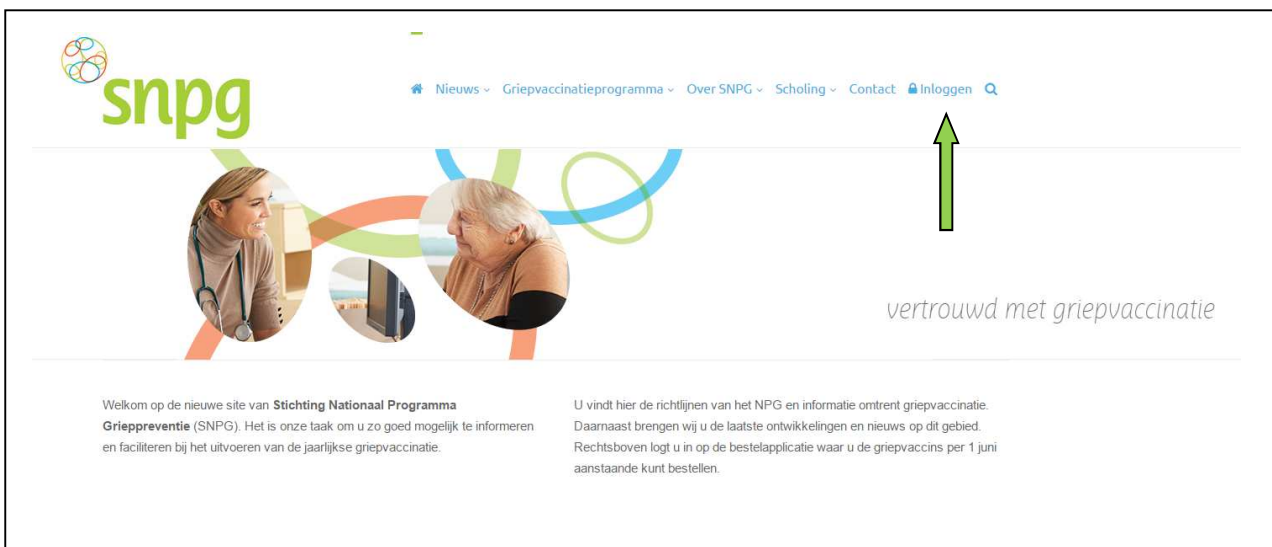 snpg
Nieuws Griepvaccinatieprogramma Over SNPG Scholing Contact Inloggen
vertrouwd met griepvaccinatie
Welkom op de nieuwe site van Stichting Nationaal Programma
Grieppreventie (SNPG). Het is onze taak om u zo goed mogelijk te informeren
en faciliteren bij het uitvoeren van de jaarlijkse griepvaccinatie.
U vindt hier de richtlijnen van het NPG en informatie omtrent griepvaccinatie.
Daarnaast brengen wij u de laatste ontwikkelingen en nieuws op dit gebied.
Rechtsboven logt u in op de bestelapplicatie waar u de griepvaccins per 1 juni
aanstaande kunt bestellen.